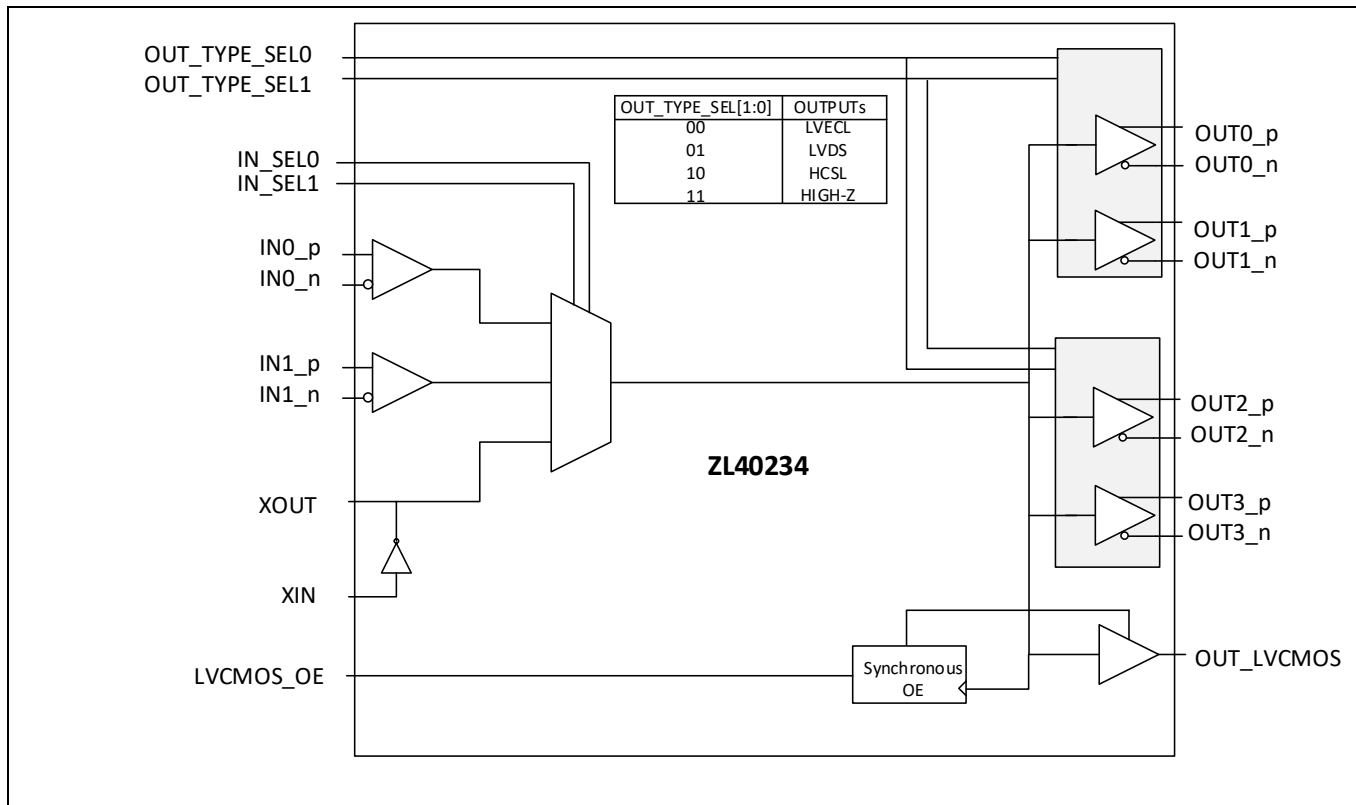 OUT_TYPE_SEL0
OUT_TYPE_SEL1
OUT_TYPE_SEL[1:0] OUTPUTs
00 LVECL
01 LVDS
10 HCSL
11 HIGH-Z
IN_SEL0
IN_SEL1
IN0_p
IN0_n
IN1_p
IN1_n
XOUT
XIN
LVCMOS_OE
ZL40234
Synchronous
OE
OUT0_p
OUT0_n
OUT1_p
OUT1_n
OUT2_p
OUT2_n
OUT3_p
OUT3_n
OUT_LVCMOS